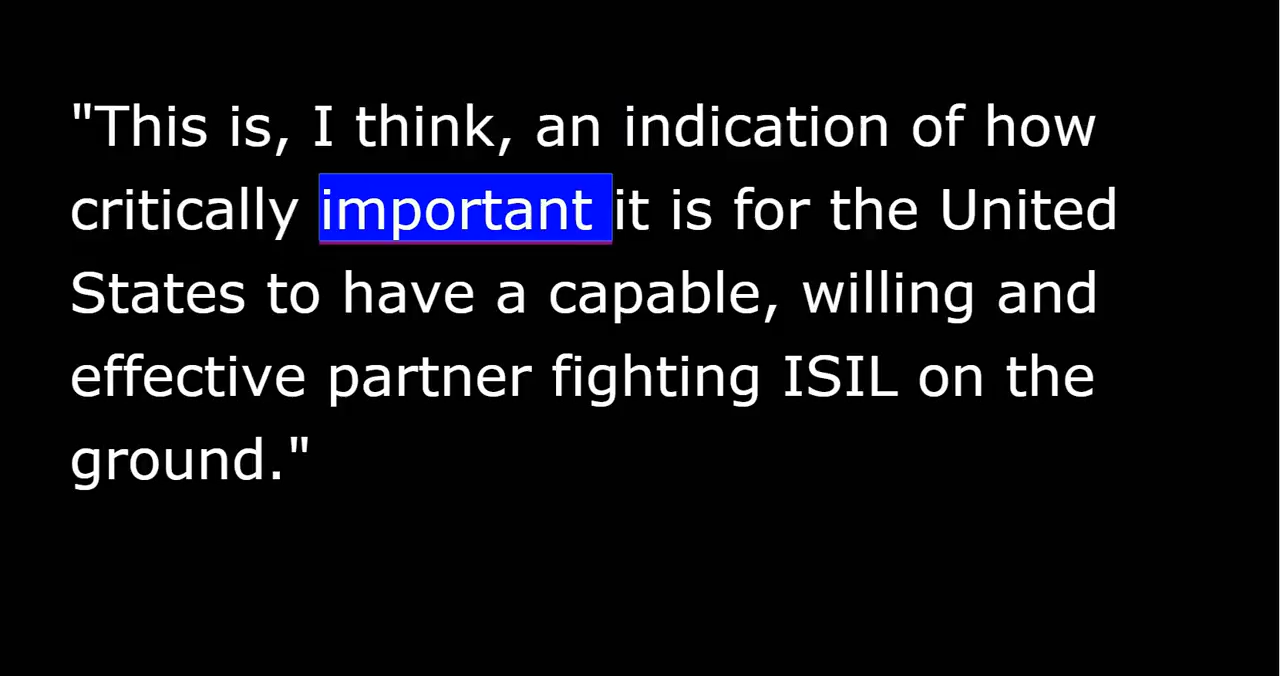 "This is, I think, an indication of how
critically important it is for the United
States to have a capable, willing and
effective partner fighting ISIL on the
ground."